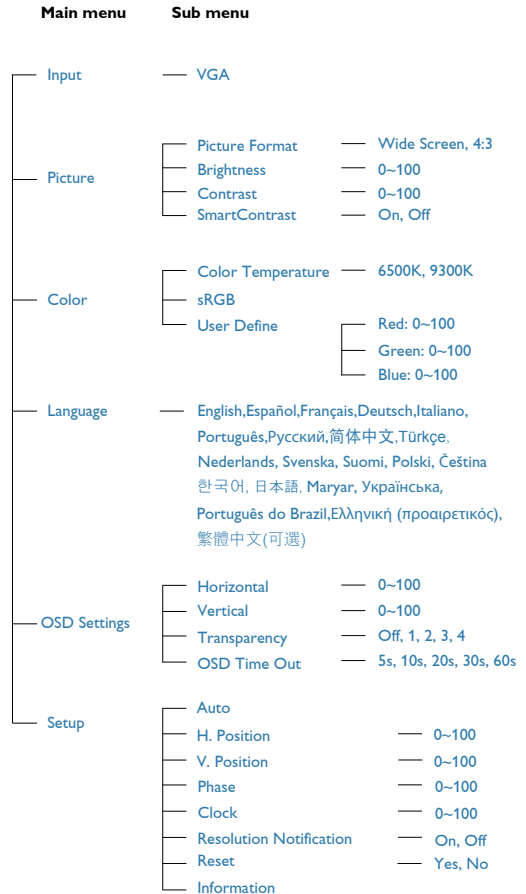 Main menu Sub menu
Input VGA
Picture Format Wide Screen, 4:3
Brightness 0~100
Picture
Contrast 0~100
SmartContrast On, Off
Color Temperature 6500K, 9300K
Color sRGB
User Define Red: 0~100
Green: 0~100
Blue: 0~100
Language English,Español,Français,Deutsch,Italiano,
Português,Русский,简体中文,Türkçe,
Nederlands, Svenska, Suomi, Polski, Čeština
한국어, 日本語, Maryar, Українська,
Português do Brazil,Ελληνική (προαιρετικός),
繁體中文(可選)
Horizontal 0~100
Vertical 0~100
OSD Settings
Transparency Off, 1, 2, 3, 4
OSD Time Out 5s, 10s, 20s, 30s, 60s
Auto
Setup
H. Position 0~100
V. Position 0~100
Phase 0~100
Clock 0~100
Resolution Notification On, Off
Reset Yes, No
Information